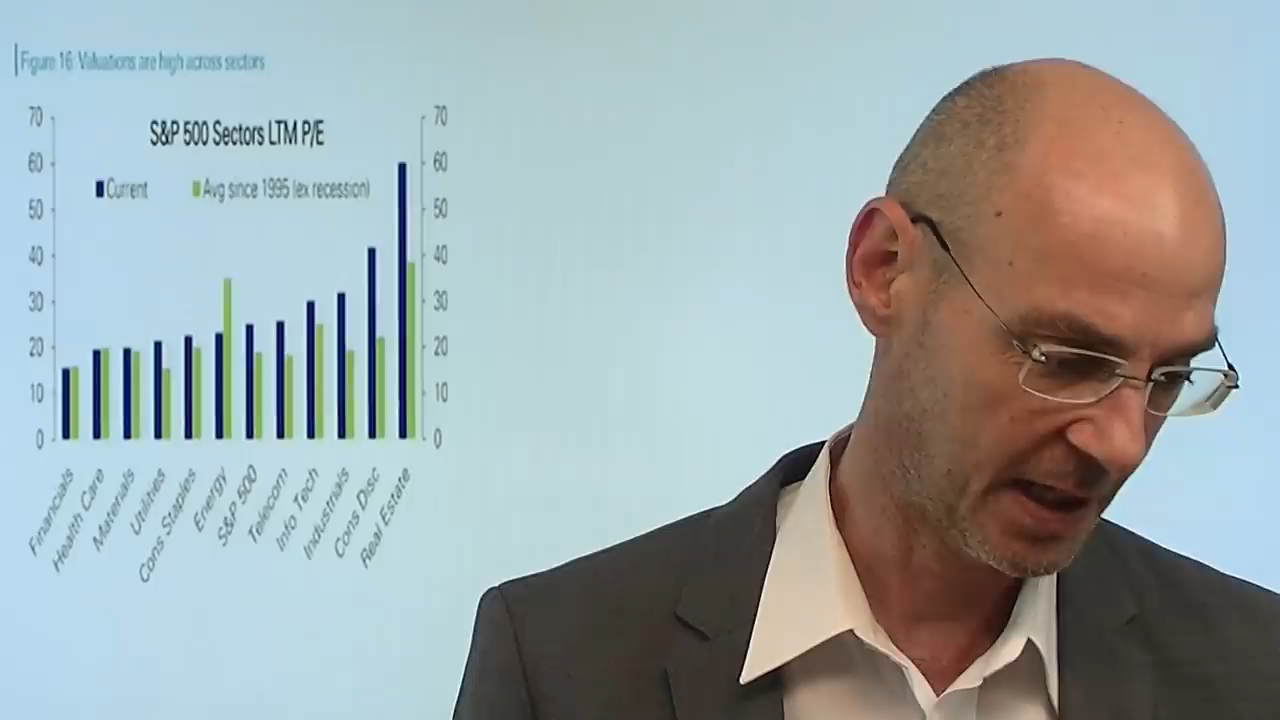 Figure 16: Valuations are high across sectors
S&P 500 Sectors LTM P/E
Current
Avg since 1995 (ex recession)
70
60
50
40
30
20
10
0
70
60
50
40
30
20
10
0
Financials
Health Care
Materials
Utilities
Cons Staples
Energy
S&P 500
Telecom
Info Tech
Industrials
Cons Disc
Real Estate